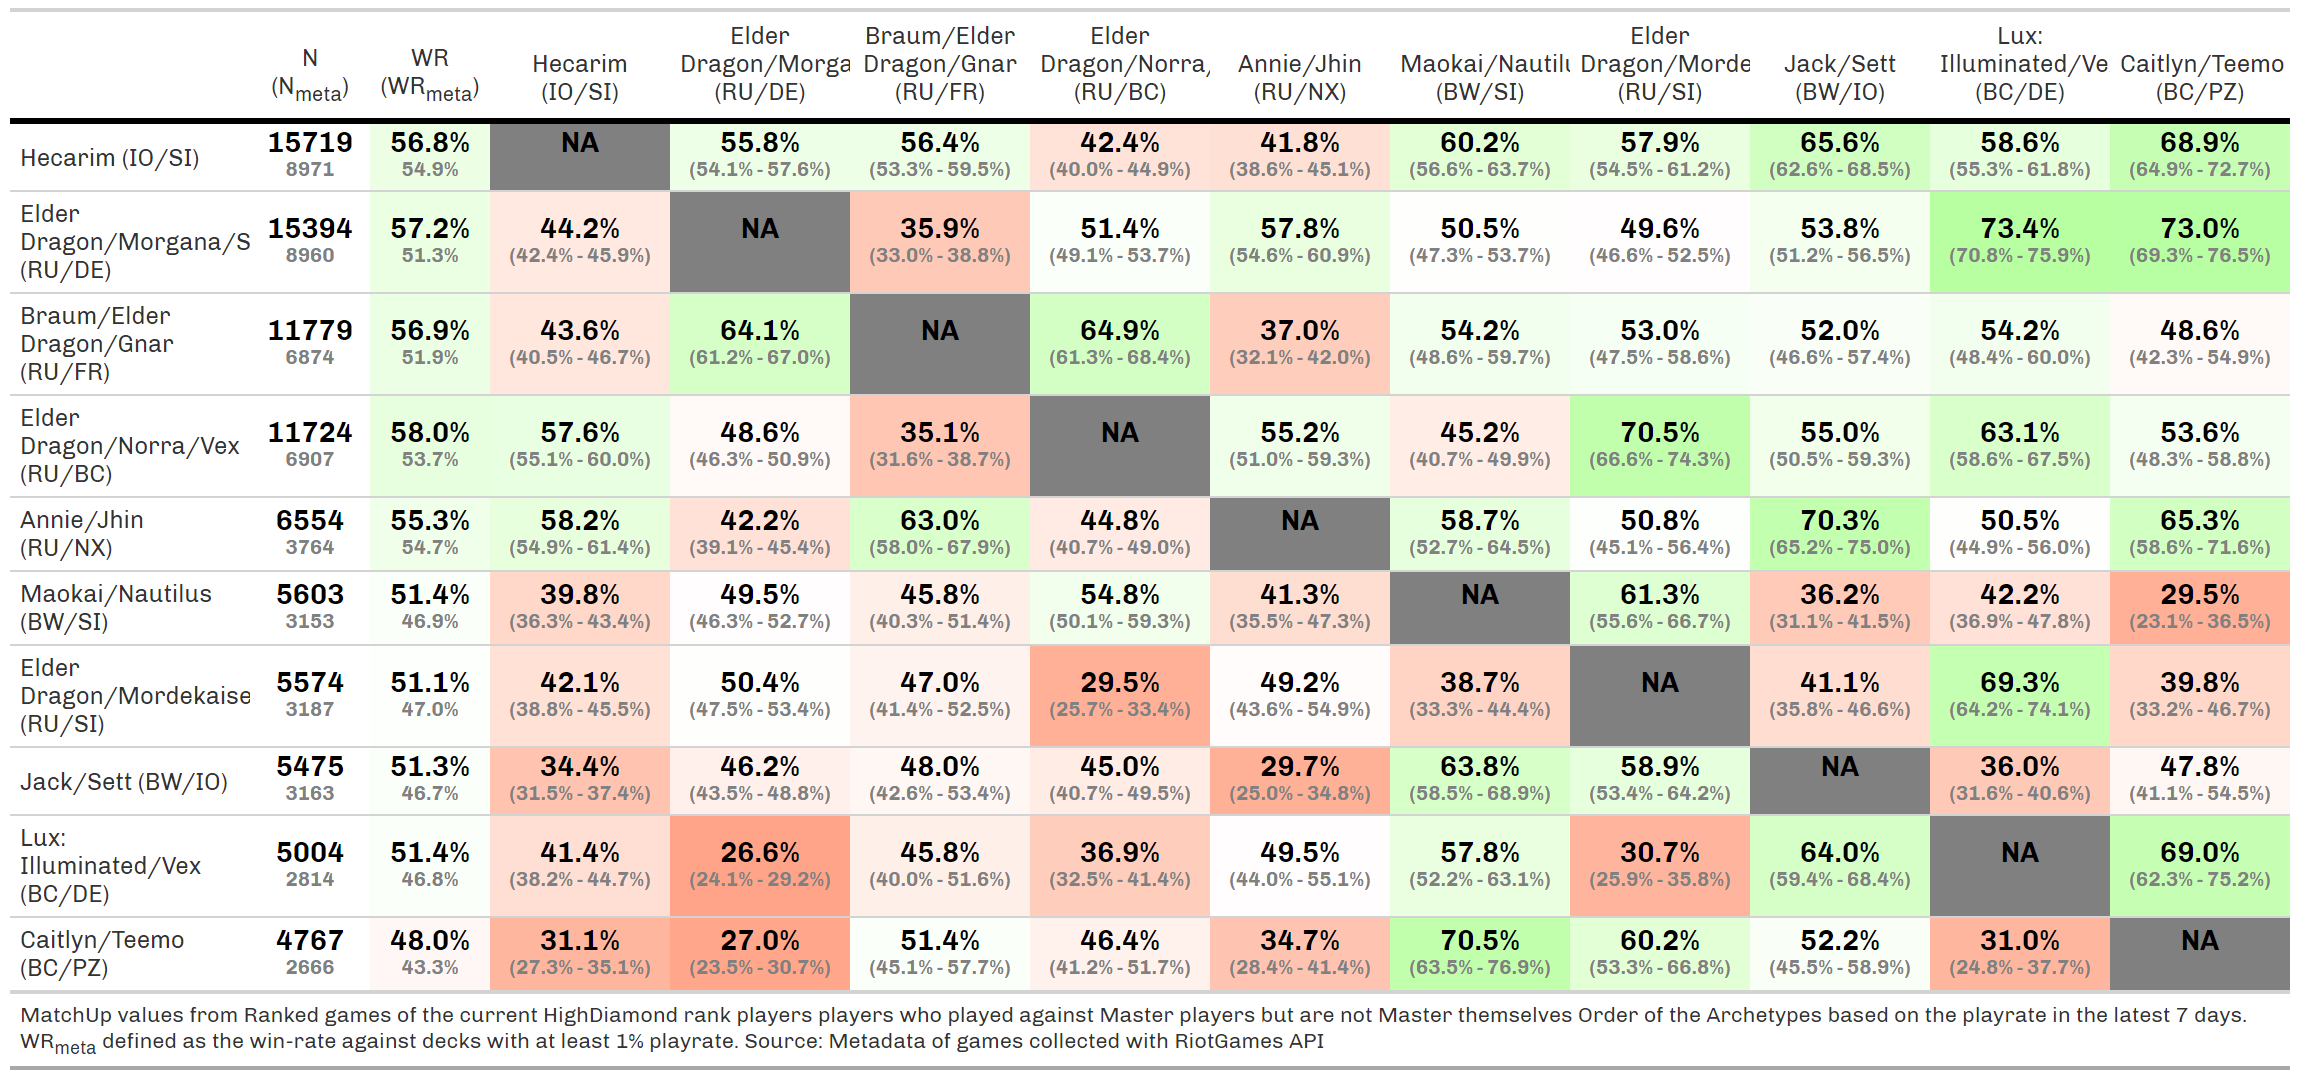 N (N_meta) WR (WR_meta) Hecarim (IO/SI) Elder Dragon/Morga (RU/DE) Braum/Elder Dragon/Gnar (RU/FR) Elder Dragon/Norra, (RU/BC) Annie/Jhin (RU/NX) Maokai/Nautilu (BW/SI) Elder Dragon/Morde (RU/SI) Jack/Sett (BW/IO) Lux: Illuminated/Ve (BC/DE) Caitlyn/Teemo (BC/PZ)
Hecarim (IO/SI) 15719 56.8% NA 55.8% 56.4% 42.4% 41.8% 60.2% 57.9% 65.6% 58.6% 68.9%
8971 54.9% (54.1% - 57.6%) (53.3% - 59.5%) (40.0% - 44.9%) (38.6% - 45.1%) (56.6% - 63.7%) (54.5% - 61.2%) (62.6% - 68.5%) (55.3% - 61.8%) (64.9% - 72.7%)
Elder Dragon/Morgana/S (RU/DE) 15394 57.2% 44.2% NA 35.9% 51.4% 57.8% 50.5% 49.6% 53.8% 73.4% 73.0%
8960 51.3% (42.4% - 45.9%) (33.0% - 38.8%) (49.1% - 53.7%) (54.6% - 60.9%) (47.3% - 53.7%) (46.6% - 52.5%) (51.2% - 56.5%) (70.8% - 75.9%) (69.3% - 76.5%)
Braum/Elder Dragon/Gnar (RU/FR) 11779 56.9% 43.6% 64.1% NA 64.9% 37.0% 54.2% 53.0% 52.0% 54.2% 48.6%
6874 51.9% (40.5% - 46.7%) (61.2% - 67.0%) (61.3% - 68.4%) (32.1% - 42.0%) (48.6% - 59.7%) (47.5% - 58.6%) (46.6% - 57.4%) (48.4% - 60.0%) (42.3% - 54.9%)
Elder Dragon/Norra/Vex (RU/BC) 11724 58.0% 57.6% 48.6% 35.1% NA 55.2% 45.2% 70.5% 55.0% 63.1% 53.6%
6907 53.7% (55.1% - 60.0%) (46.3% - 50.9%) (31.6% - 38.7%) (51.0% - 59.3%) (40.7% - 49.9%) (66.6% - 74.3%) (50.5% - 59.3%) (58.6% - 67.5%) (48.3% - 58.8%)
Annie/Jhin (RU/NX) 6554 55.3% 58.2% 42.2% 63.0% 44.8% NA 58.7% 50.8% 70.3% 50.5% 65.3%
3764 54.7% (54.9% - 61.4%) (39.1% - 45.4%) (58.0% - 67.9%) (40.7% - 49.0%) (52.7% - 64.5%) (45.1% - 56.4%) (65.2% - 75.0%) (44.9% - 56.0%) (58.6% - 71.6%)
Maokai/Nautilus (BW/SI) 5603 51.4% 39.8% 49.5% 45.8% 54.8% 41.3% NA 61.3% 36.2% 42.2% 29.5%
3153 46.9% (36.3% - 43.4%) (46.3% - 52.7%) (40.3% - 51.4%) (50.1% - 59.3%) (35.5% - 47.3%) (55.6% - 66.7%) (31.1% - 41.5%) (36.9% - 47.8%) (23.1% - 36.5%)
Elder Dragon/Mordekaise (RU/SI) 5574 51.1% 42.1% 50.4% 47.0% 29.5% 49.2% 38.7% NA 41.1% 69.3% 39.8%
3187 47.0% (38.8% - 45.5%) (47.5% - 53.4%) (41.4% - 52.5%) (25.7% - 33.4%) (43.6% - 54.9%) (33.3% - 44.4%) (35.8% - 46.6%) (64.2% - 74.1%) (33.2% - 46.7%)
Jack/Sett (BW/IO) 5475 51.3% 34.4% 46.2% 48.0% 45.0% 29.7% 63.8% 58.9% NA 36.0% 47.8%
3163 46.7% (31.5% - 37.4%) (43.5% - 48.8%) (42.6% - 53.4%) (40.7% - 49.5%) (25.0% - 34.8%) (58.5% - 68.9%) (53.4% - 64.2%) (31.6% - 40.6%) (41.1% - 54.5%)
Lux: Illuminated/Vex (BC/DE) 5004 51.4% 41.4% 26.6% 45.8% 36.9% 49.5% 57.8% 30.7% 64.0% NA 69.0%
2814 46.8% (38.2% - 44.7%) (24.1% - 29.2%) (40.0% - 51.6%) (32.5% - 41.4%) (44.0% - 55.1%) (52.2% - 63.1%) (25.9% - 35.8%) (59.4% - 68.4%) (62.3% - 75.2%)
Caitlyn/Teemo (BC/PZ) 4767 48.0% 31.1% 27.0% 51.4% 46.4% 34.7% 70.5% 60.2% 52.2% 31.0% NA
2666 43.3% (27.3% - 35.1%) (23.5% - 30.7%) (45.1% - 57.7%) (41.2% - 51.7%) (28.4% - 41.4%) (63.5% - 76.9%) (53.3% - 66.8%) (45.5% - 58.9%) (24.8% - 37.7%)
MatchUp values from Ranked games of the current HighDiamond rank players players who played against Master players but are not Master themselves Order of the Archetypes based on the playrate in the latest 7 days.
WR_meta defined as the win-rate against decks with at least 1% playrate. Source: Metadata of games collected with RiotGames API